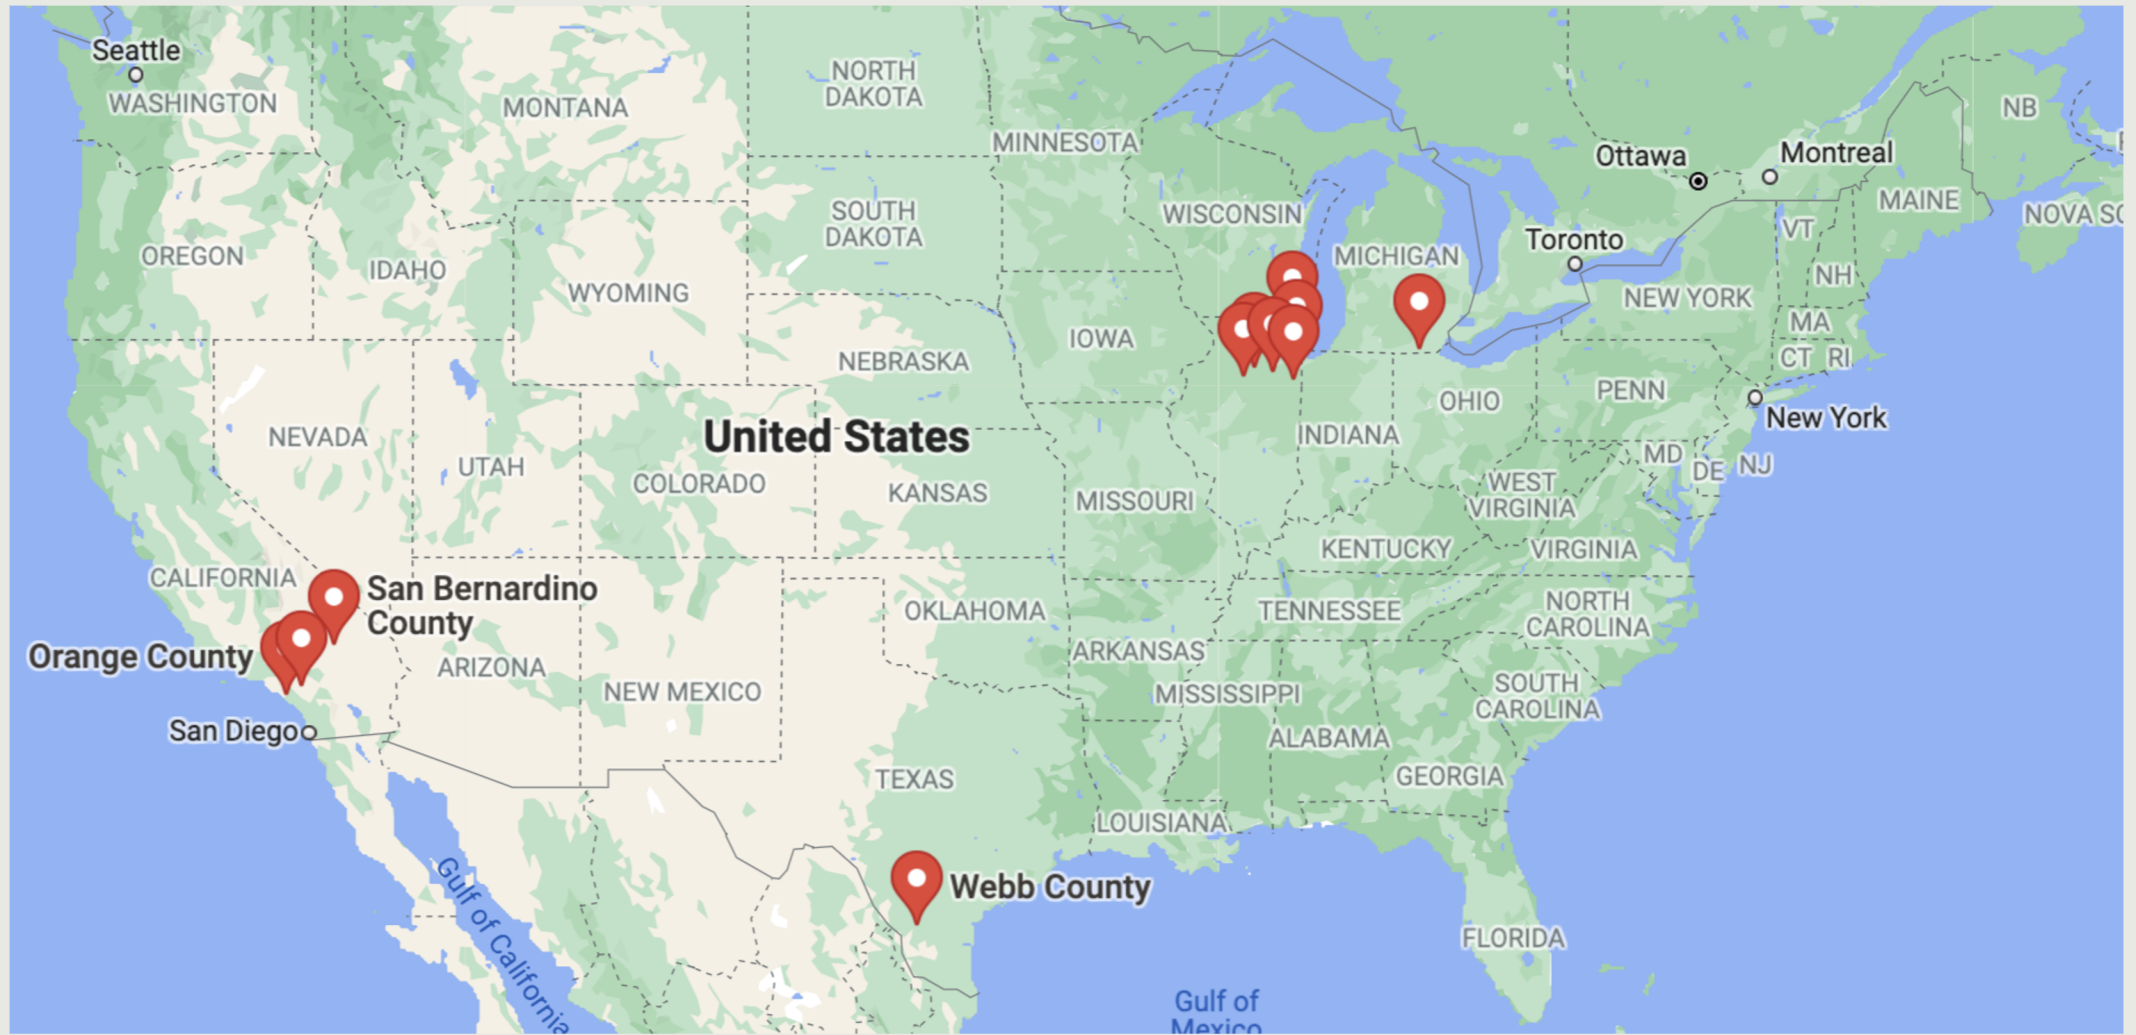 Seattle
WASHINGTON
MONTANA
NORTH
DAKOTA
MINNESOTA
Ottawa
Montreal
NB
MAINE
NOVA SC
OREGON
IDAHO
WYOMING
SOUTH
DAKOTA
WISCONSIN
MICHIGAN
Toronto
VT
NH
NEW YORK
MA
CT RI
IOWA
NEBRASKA
NEVADA
UTAH
United States
COLORADO
KANSAS
MISSOURI
INDIANA
OHIO
PENN
New York
MD
DE
NJ
WEST
VIRGINIA
KENTUCKY
VIRGINIA
CALIFORNIA
San Bernardino
County
Orange County
ARIZONA
NEW MEXICO
OKLAHOMA
ARKANSAS
TENNESSEE
NORTH
CAROLINA
MISSISSIPPI
SOUTH
CAROLINA
San Diego
TEXAS
ALABAMA
GEORGIA
LOUISIANA
Webb County
FLORIDA
Gulf of California
Gulf of
Mexico